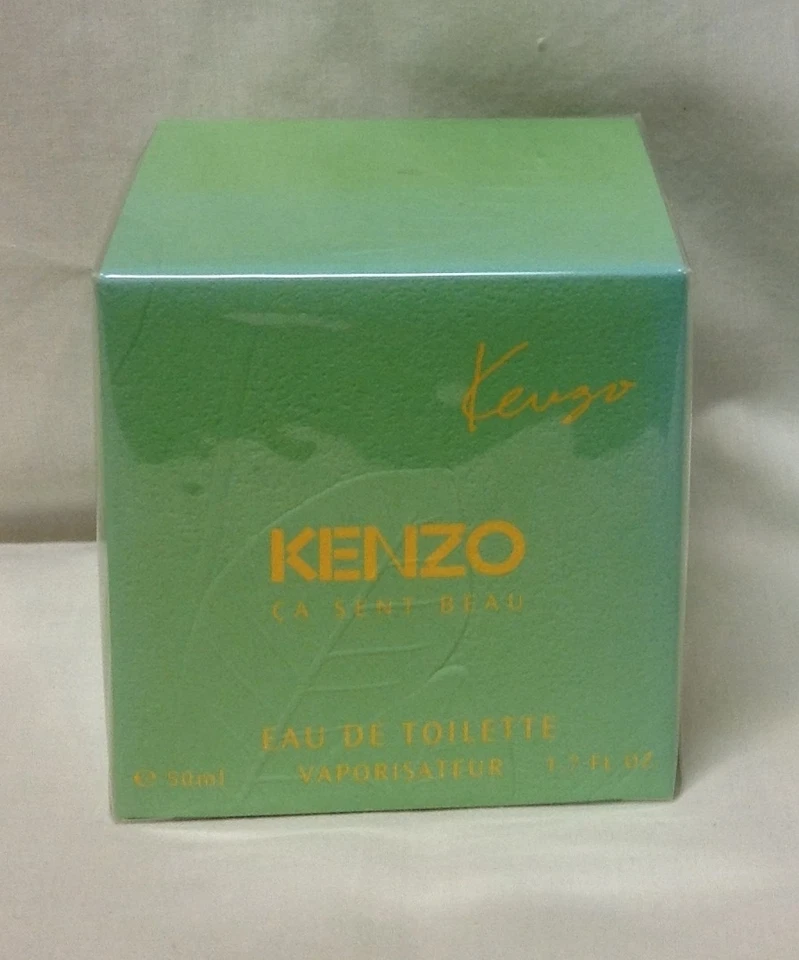 Kenzo
KENZO
ÇA SENT BEAU
EAU DE TOILETTE
℮ 50ml VAPORISATEUR 1.7 FL OZ